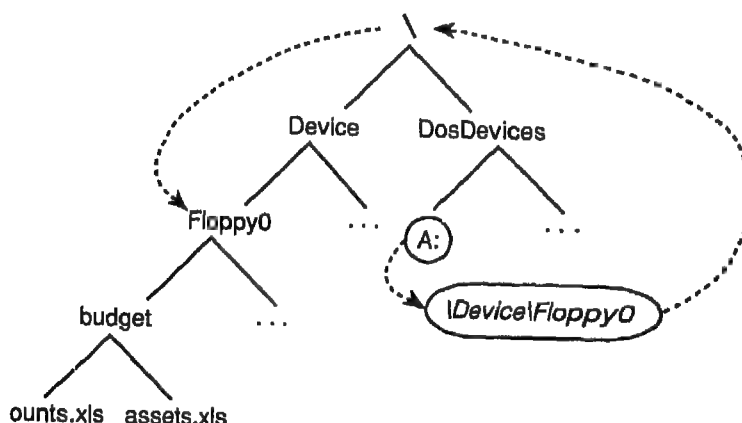 \
Device DosDevices
Floppy0 ... A: ...
budget ... \Device\Floppy0
ounts.xls assets.xls